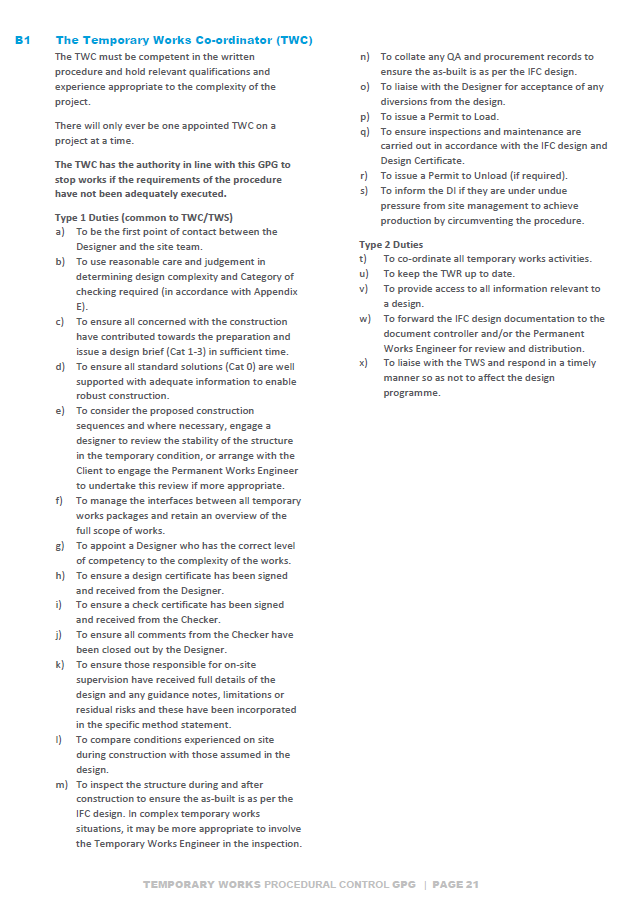 B1 The Temporary Works Co-ordinator (TWC)
The TWC must be competent in the written
procedure and hold relevant qualifications and
experience appropriate to the complexity of the
project.
There will only ever be one appointed TWC on a
project at a time.
The TWC has the authority in line with this GPG to
stop works if the requirements of the procedure
have not been adequately executed.
Type 1 Duties (common to TWC/TWS)
a) To be the first point of contact between the
Designer and the site team.
b) To use reasonable care and judgement in
determining design complexity and Category of
checking required (in accordance with Appendix
E).
c) To ensure all concerned with the construction
have contributed towards the preparation and
issue a design brief (Cat 1-3) in sufficient time.
d) To ensure all standard solutions (Cat 0) are well
supported with adequate information to enable
robust construction.
e) To consider the proposed construction
sequences and where necessary, engage a
designer to review the stability of the structure
in the temporary condition, or arrange with the
Client to engage the Permanent Works Engineer
to undertake this review if more appropriate.
f) To manage the interfaces between all temporary
works packages and retain an overview of the
full scope of works.
g) To appoint a Designer who has the correct level
of competency to the complexity of the works.
h) To ensure a design certificate has been signed
and received from the Designer.
i) To ensure a check certificate has been signed
and received from the Checker.
j) To ensure all comments from the Checker have
been closed out by the Designer.
k) To ensure those responsible for on-site
supervision have received full details of the
design and any guidance notes, limitations or
residual risks and these have been incorporated
in the specific method statement.
l) To compare conditions experienced on site
during construction with those assumed in the
design.
m) To inspect the structure during and after
construction to ensure the as-built is as per the
IFC design. In complex temporary works
situations, it may be more appropriate to involve
the Temporary Works Engineer in the inspection.
n) To collate any QA and procurement records to
ensure the as-built is as per the IFC design.
o) To liaise with the Designer for acceptance of any
diversions from the design.
p) To issue a Permit to Load.
q) To ensure inspections and maintenance are
carried out in accordance with the IFC design and
Design Certificate.
r) To issue a Permit to Unload (if required).
s) To inform the DI if they are under undue
pressure from site management to achieve
production by circumventing the procedure.
Type 2 Duties
t) To co-ordinate all temporary works activities.
u) To keep the TWR up to date.
v) To provide access to all information relevant to
a design.
w) To forward the IFC design documentation to the
document controller and/or the Permanent
Works Engineer for review and distribution.
x) To liaise with the TWS and respond in a timely
manner so as not to affect the design
programme.
TEMPORARY WORKS PROCEDURAL CONTROL GPG | PAGE 21